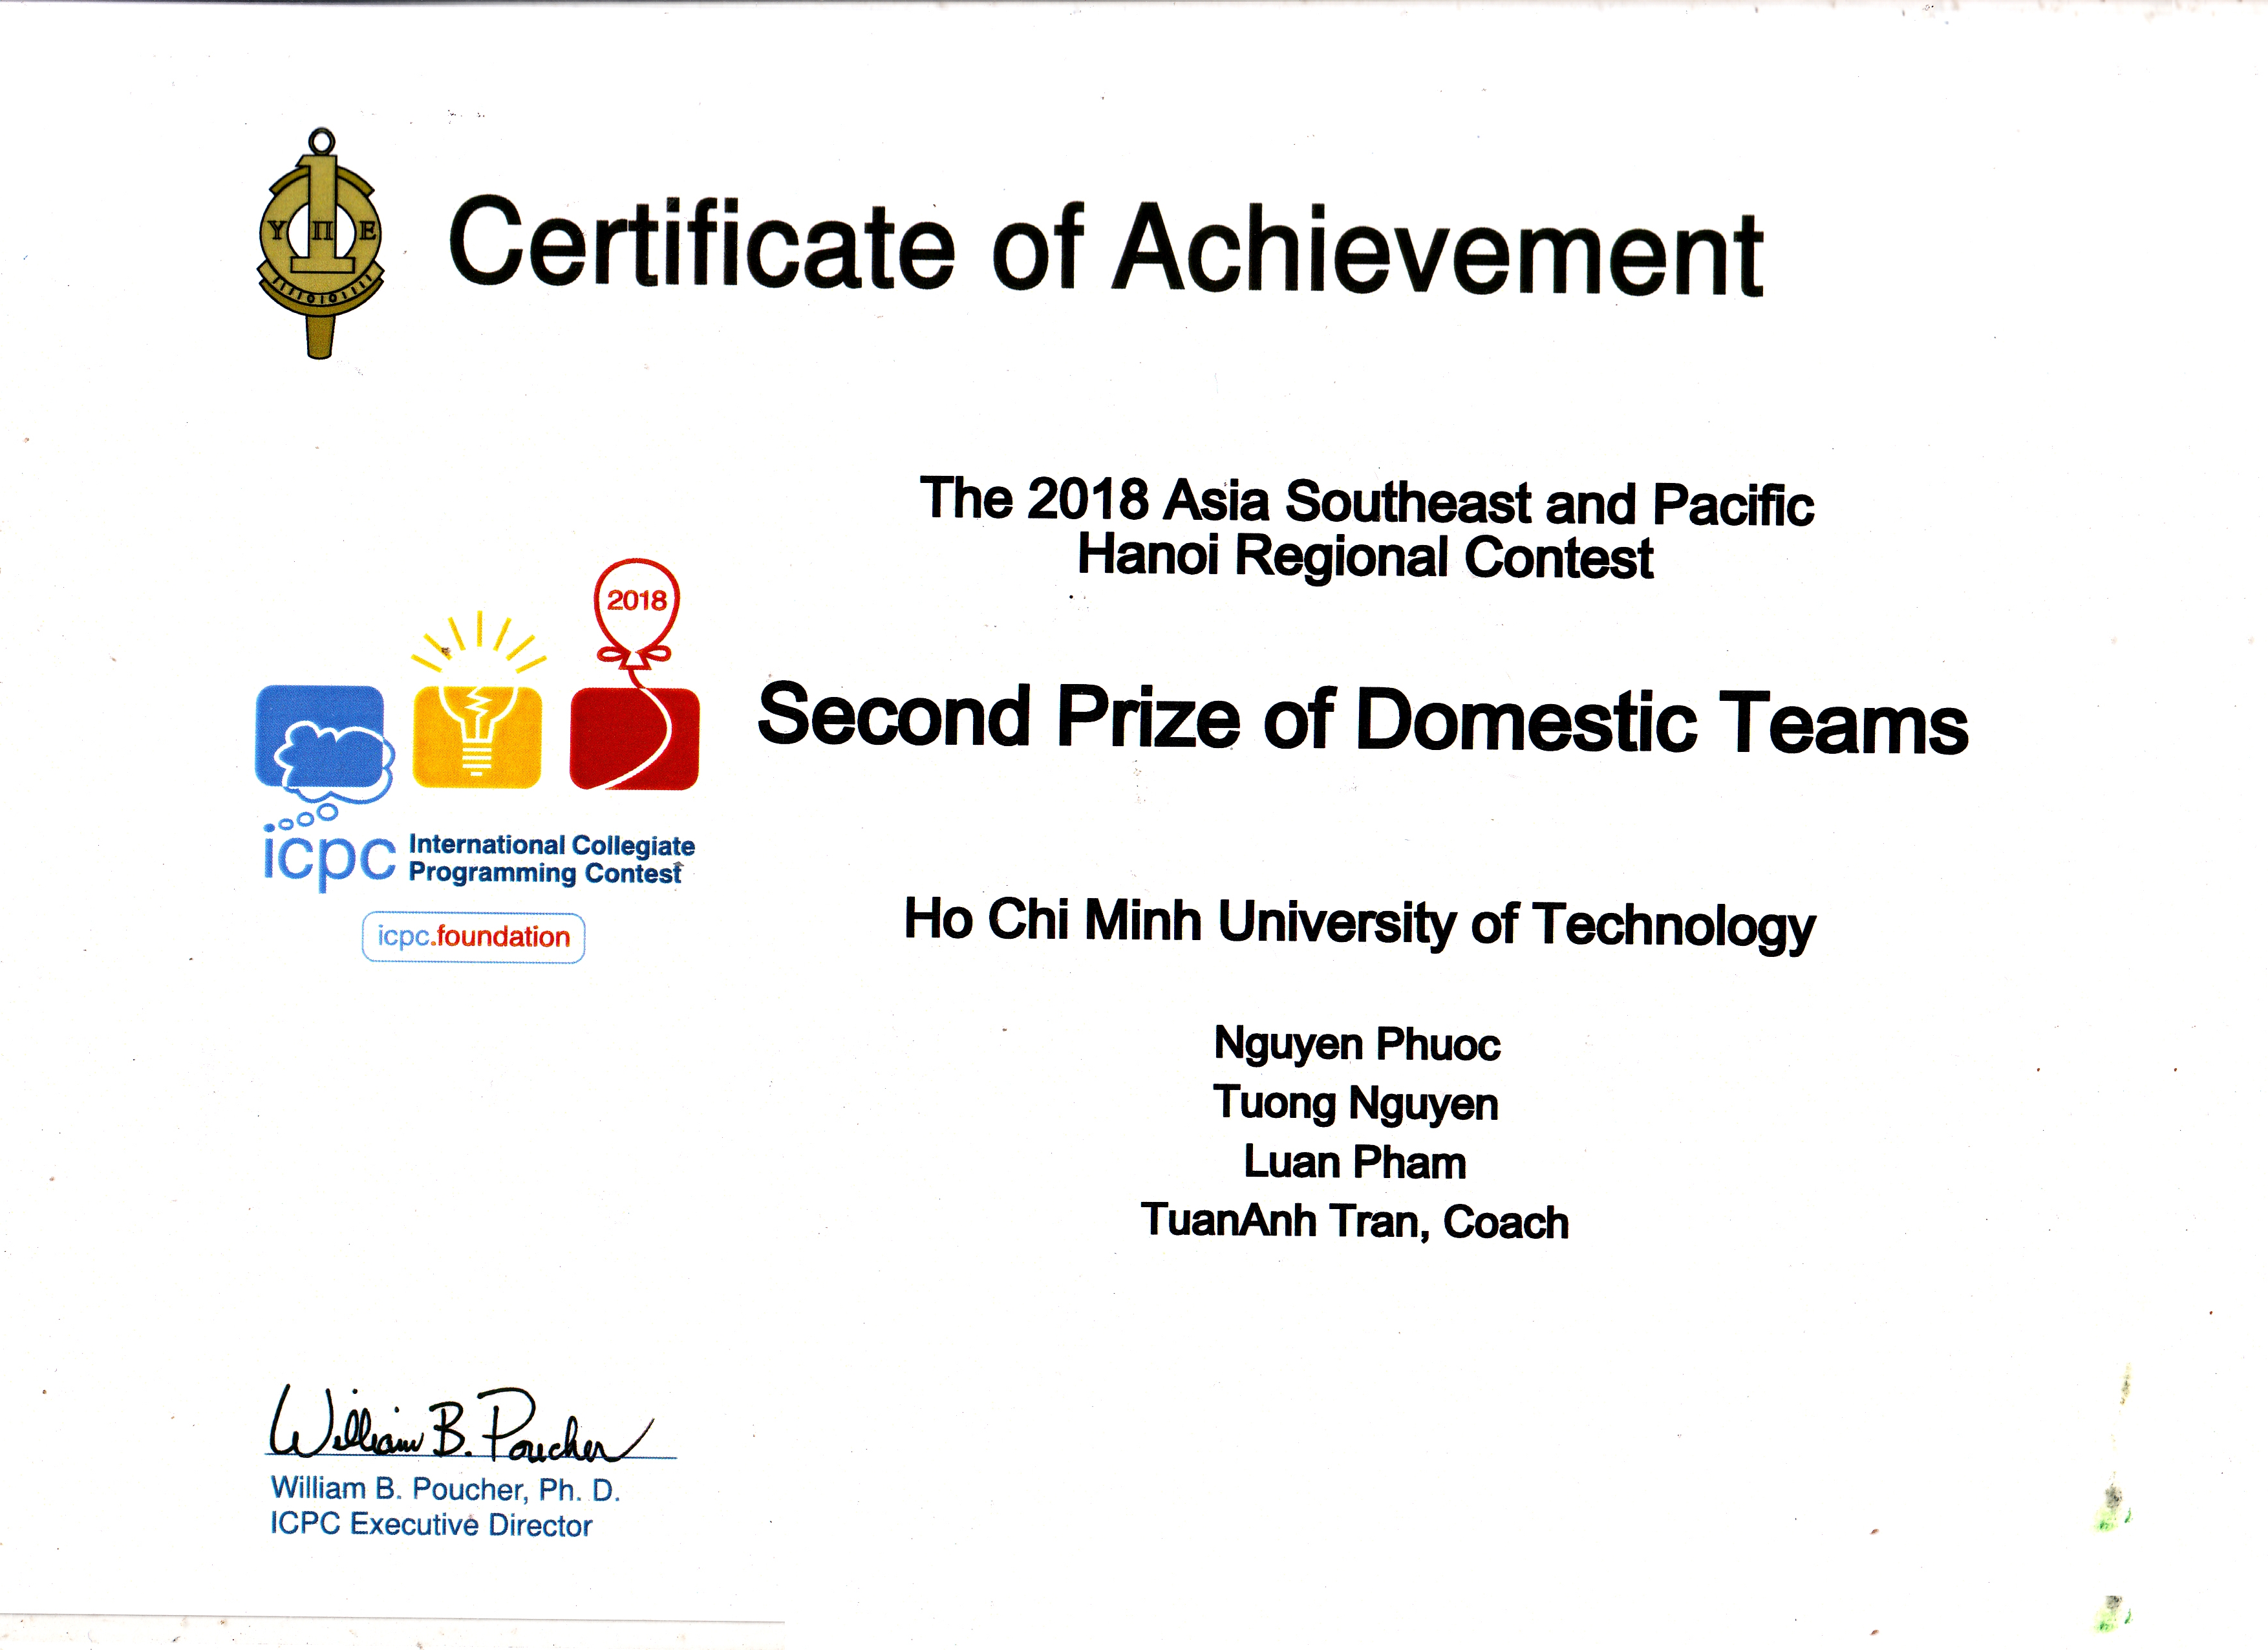 Certificate of Achievement
Υ Π Ε
1
111101011111
The 2018 Asia Southeast and Pacific
Hanoi Regional Contest
2018
Second Prize of Domestic Teams
icpc International Collegiate
Programming Contest
icpc.foundation
Ho Chi Minh University of Technology
Nguyen Phuoc
Tuong Nguyen
Luan Pham
TuanAnh Tran, Coach
William B. Poucher
William B. Poucher, Ph. D.
ICPC Executive Director